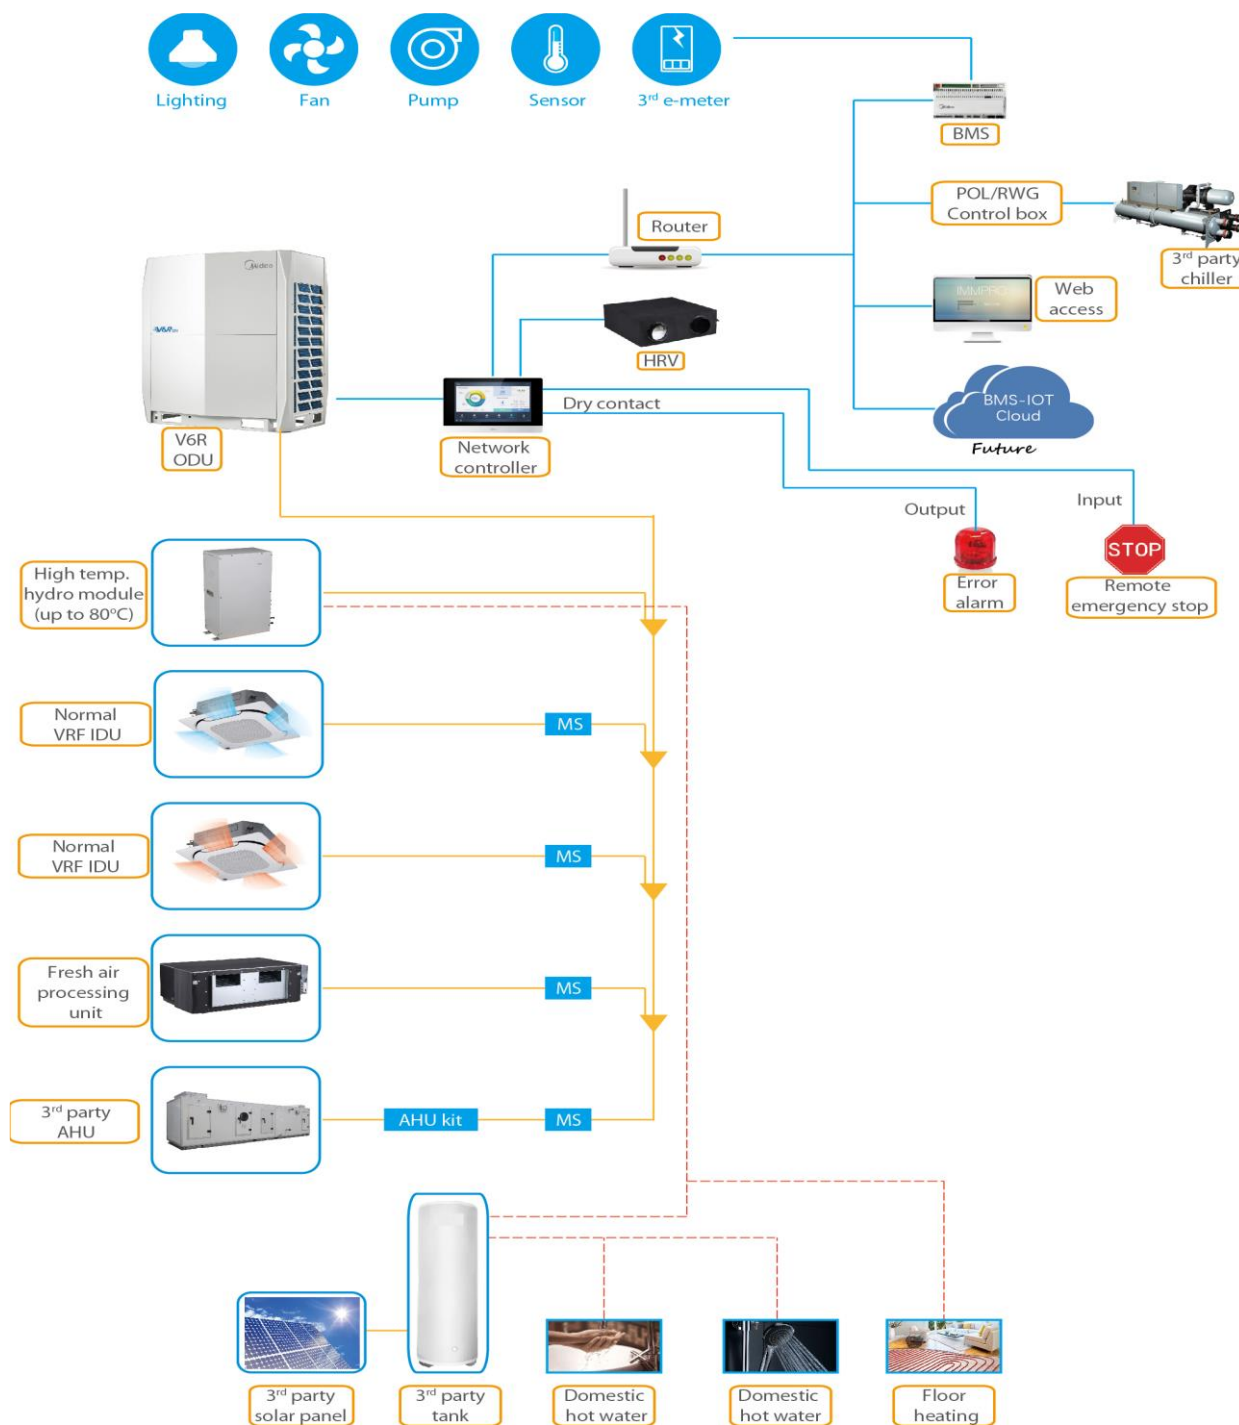 Lighting
Fan
Pump
Sensor
3rd e-meter
Midea
BMS
POL/RWG
Control box
3rd party
chiller
Router
IMMPRO
Web
access
HRV
Midea
V6R
V6R
ODU
Network
controller
Dry contact
BMS-IOT
Cloud
Future
Output
Input
STOP
Error
alarm
Remote
emergency stop
High temp.
hydro module
(up to 80°C)
Normal
VRF IDU
MS
Normal
VRF IDU
MS
Fresh air
processing
unit
MS
3rd party
AHU
AHU kit
MS
3rd party
solar panel
3rd party
tank
Domestic
hot water
Domestic
hot water
Floor
heating